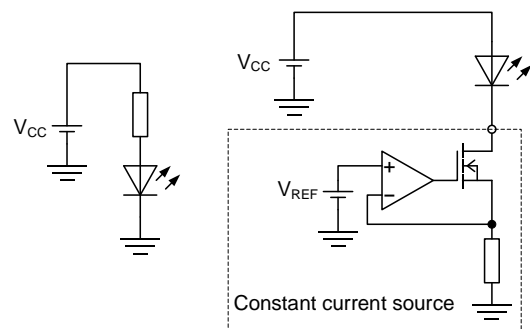 VCC
VCC
VREF
+
−
Constant current source